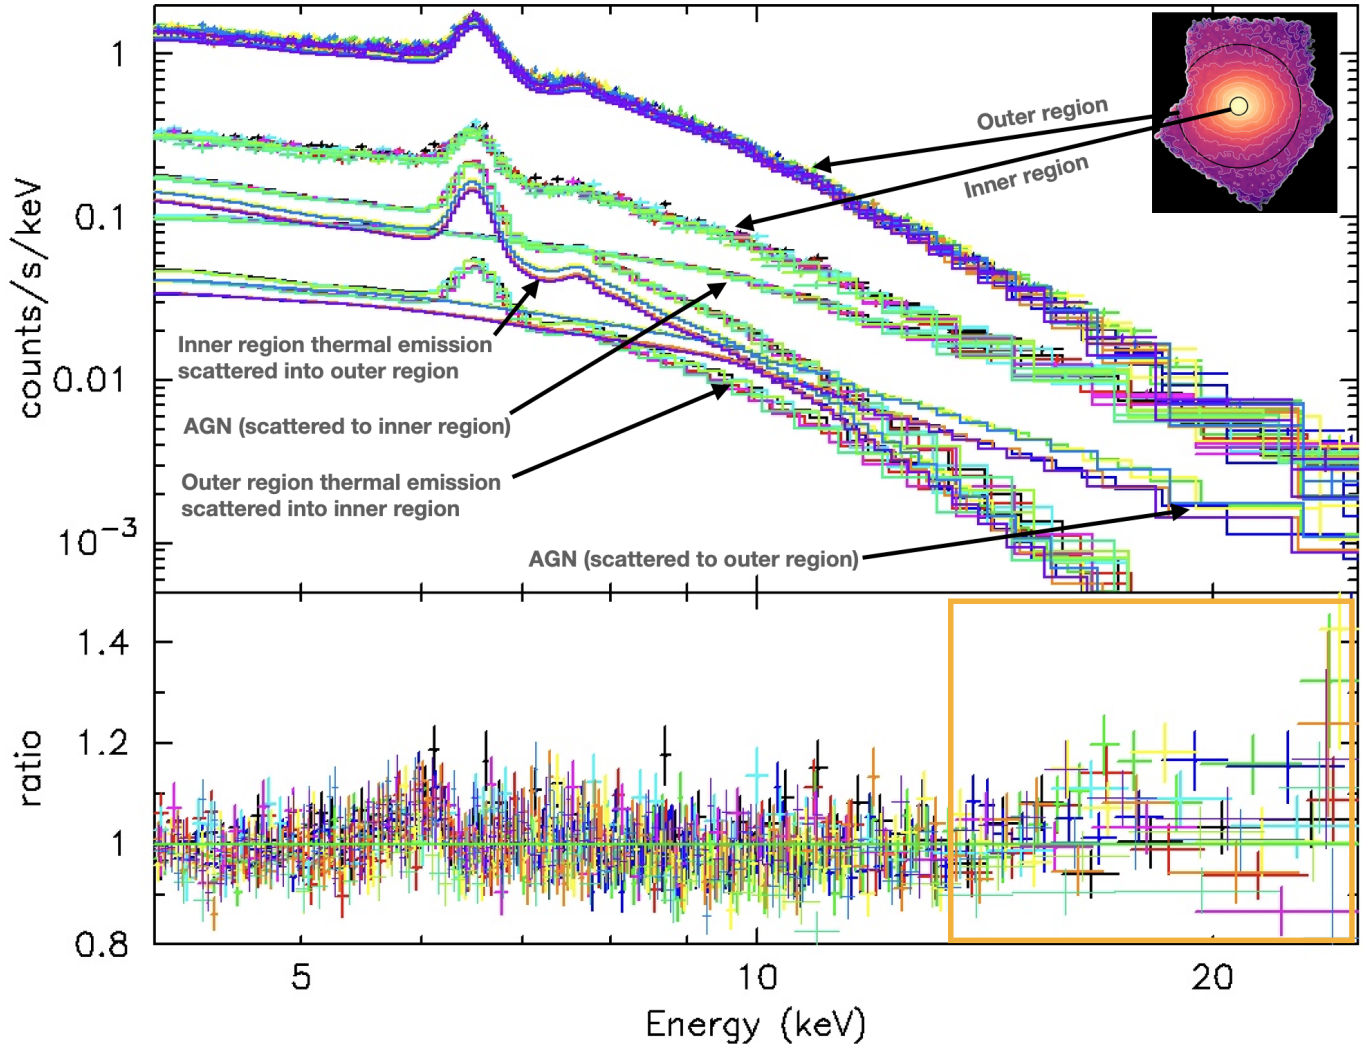 1
0.1
0.01
10⁻³
counts/s/keV
Outer region
Inner region
Inner region thermal emission
scattered into outer region
AGN (scattered to inner region)
Outer region thermal emission
scattered into inner region
AGN (scattered to outer region)
1.4
1.2
1
0.8
ratio
5
10
20
Energy (keV)